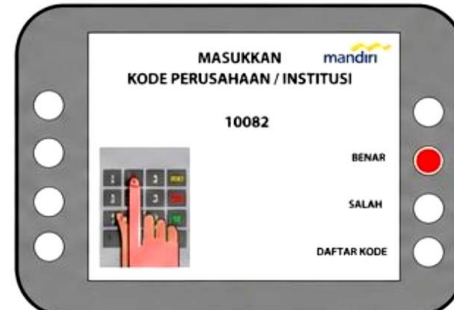 MASUKKAN
mandiri
KODE PERUSAHAAN / INSTITUSI
10082
BENAR
SALAH
DAFTAR KODE